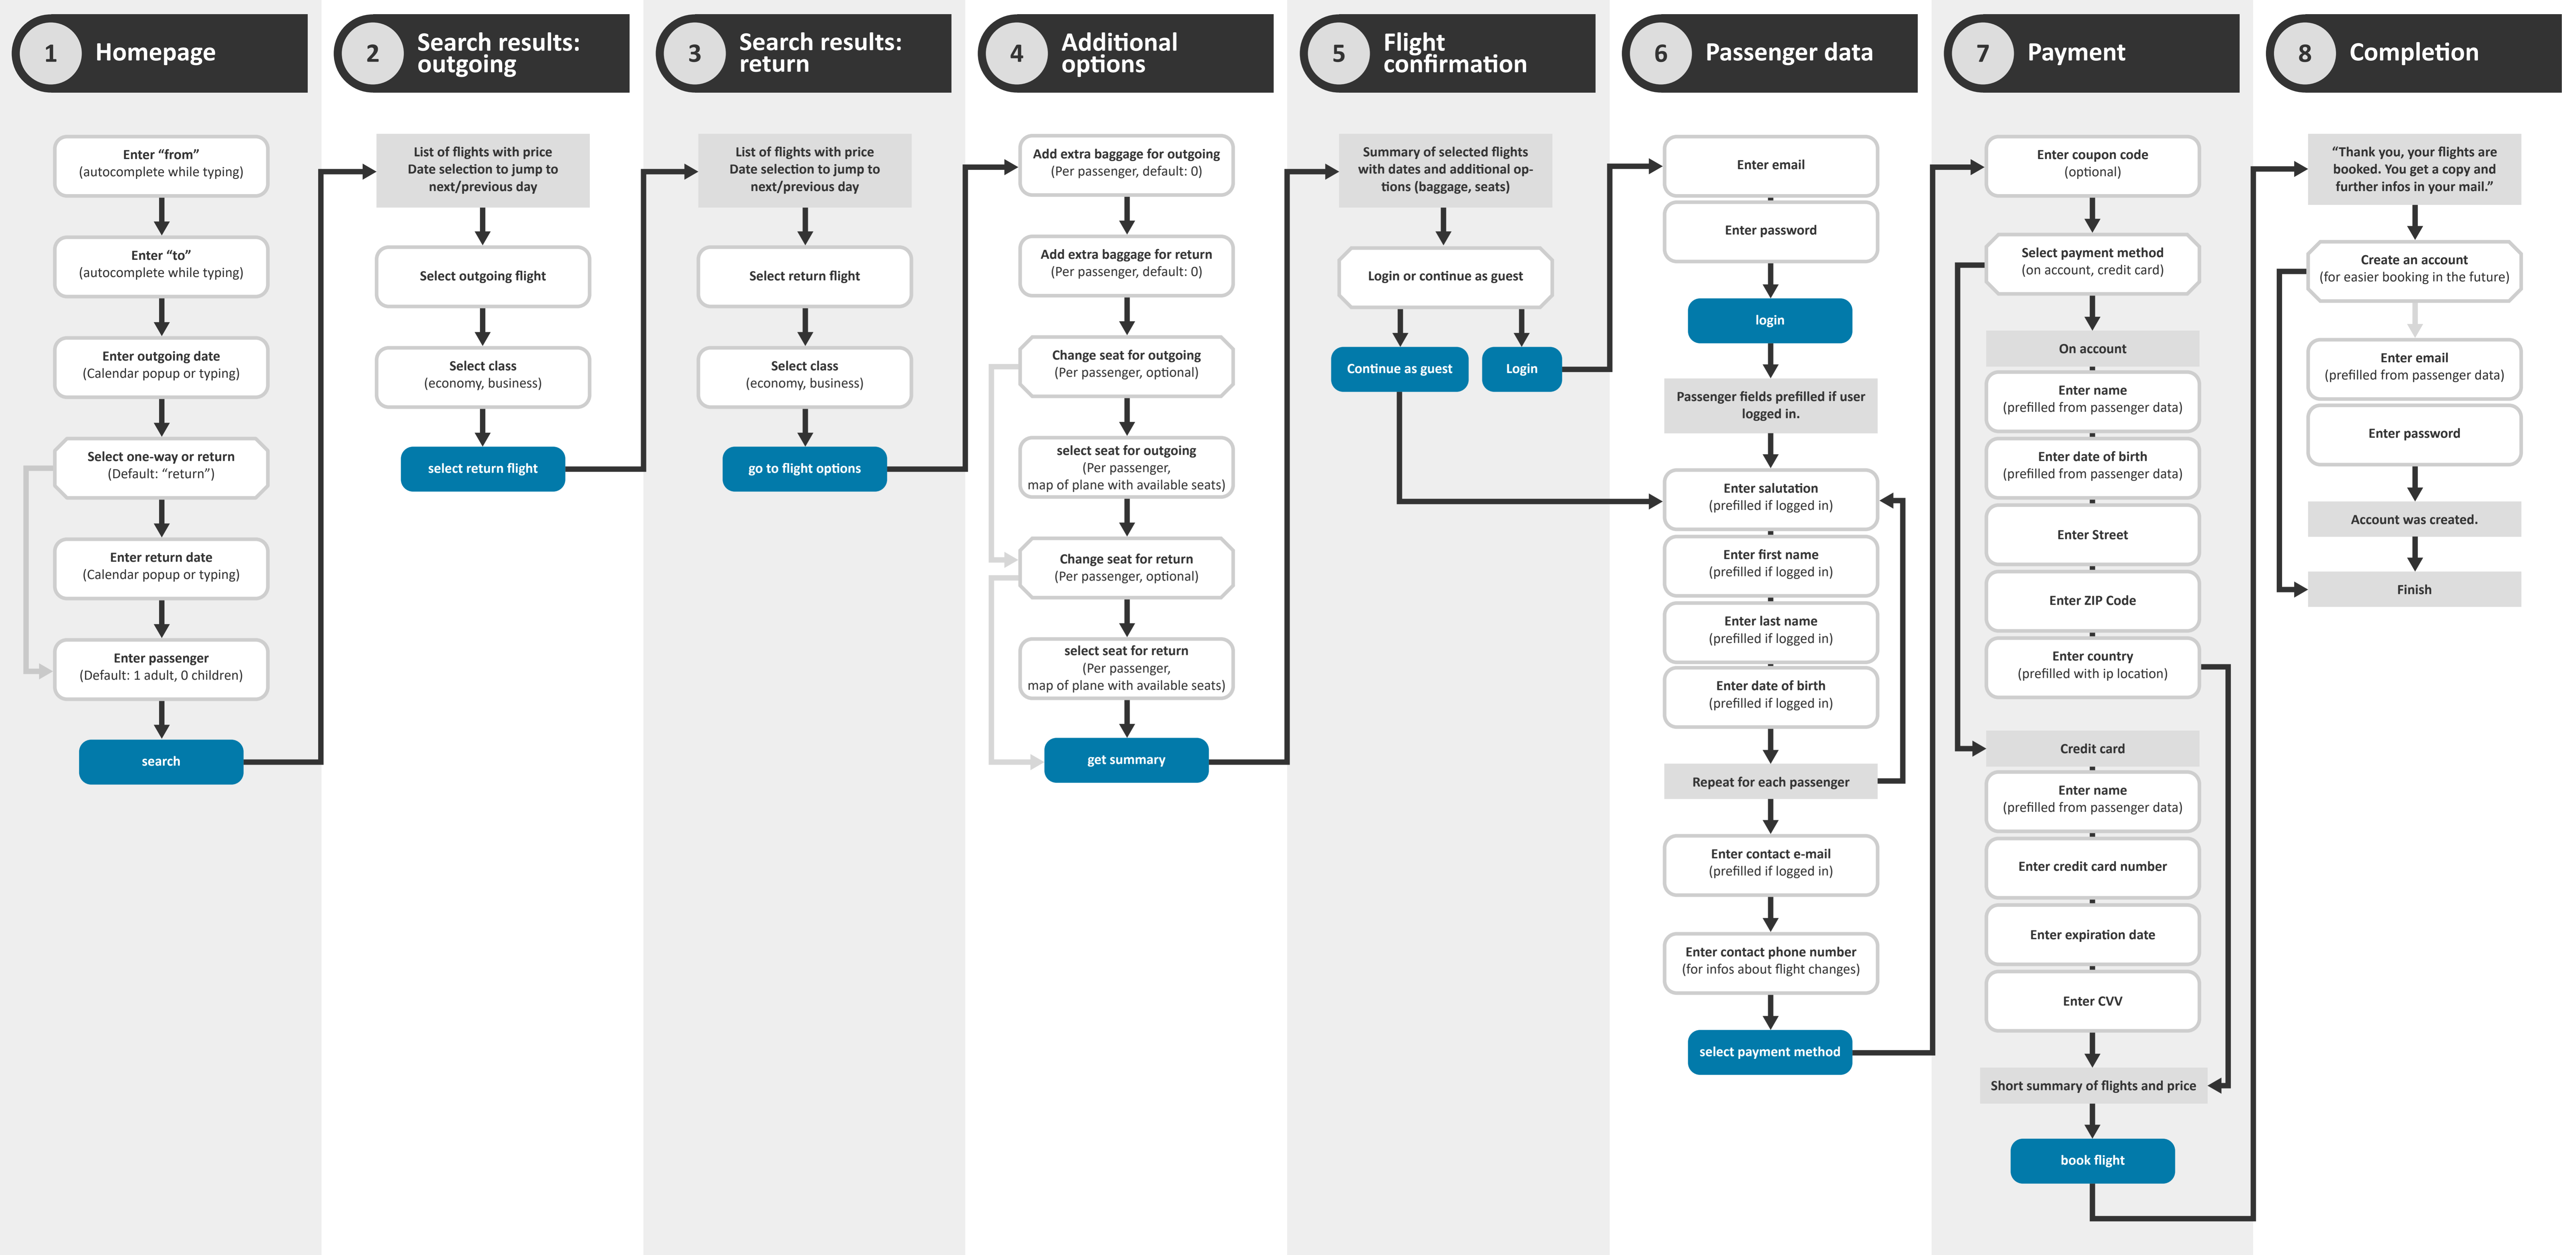 1
Homepage
Enter “from”
(autocomplete while typing)
Enter “to”
(autocomplete while typing)
Enter outgoing date
(Calendar popup or typing)
Select one-way or return
(Default: “return”)
Enter return date
(Calendar popup or typing)
Enter passenger
(Default: 1 adult, 0 children)
search
2
Search results:
outgoing
List of flights with price
Date selection to jump to
next/previous day
Select outgoing flight
Select class
(economy, business)
select return flight
3
Search results:
return
List of flights with price
Date selection to jump to
next/previous day
Select return flight
Select class
(economy, business)
go to flight options
4
Additional
options
Add extra baggage for outgoing
(Per passenger, default: 0)
Add extra baggage for return
(Per passenger, default: 0)
Change seat for outgoing
(Per passenger, optional)
select seat for outgoing
(Per passenger,
map of plane with available seats)
Change seat for return
(Per passenger, optional)
select seat for return
(Per passenger,
map of plane with available seats)
get summary
5
Flight
confirmation
Summary of selected flights
with dates and additional op-
tions (baggage, seats)
Login or continue as guest
Continue as guest
Login
6
Passenger data
Enter email
Enter password
login
Passenger fields prefilled if user
logged in.
Enter salutation
(prefilled if logged in)
Enter first name
(prefilled if logged in)
Enter last name
(prefilled if logged in)
Enter date of birth
(prefilled if logged in)
Repeat for each passenger
Enter contact e-mail
(prefilled if logged in)
Enter contact phone number
(for infos about flight changes)
select payment method
7
Payment
Enter coupon code
(optional)
Select payment method
(on account, credit card)
On account
Enter name
(prefilled from passenger data)
Enter date of birth
(prefilled from passenger data)
Enter Street
Enter ZIP Code
Enter country
(prefilled with ip location)
Credit card
Enter name
(prefilled from passenger data)
Enter credit card number
Enter expiration date
Enter CVV
Short summary of flights and price
book flight
8
Completion
“Thank you, your flights are
booked. You get a copy and
further infos in your mail.”
Create an account
(for easier booking in the future)
Enter email
(prefilled from passenger data)
Enter password
Account was created.
Finish